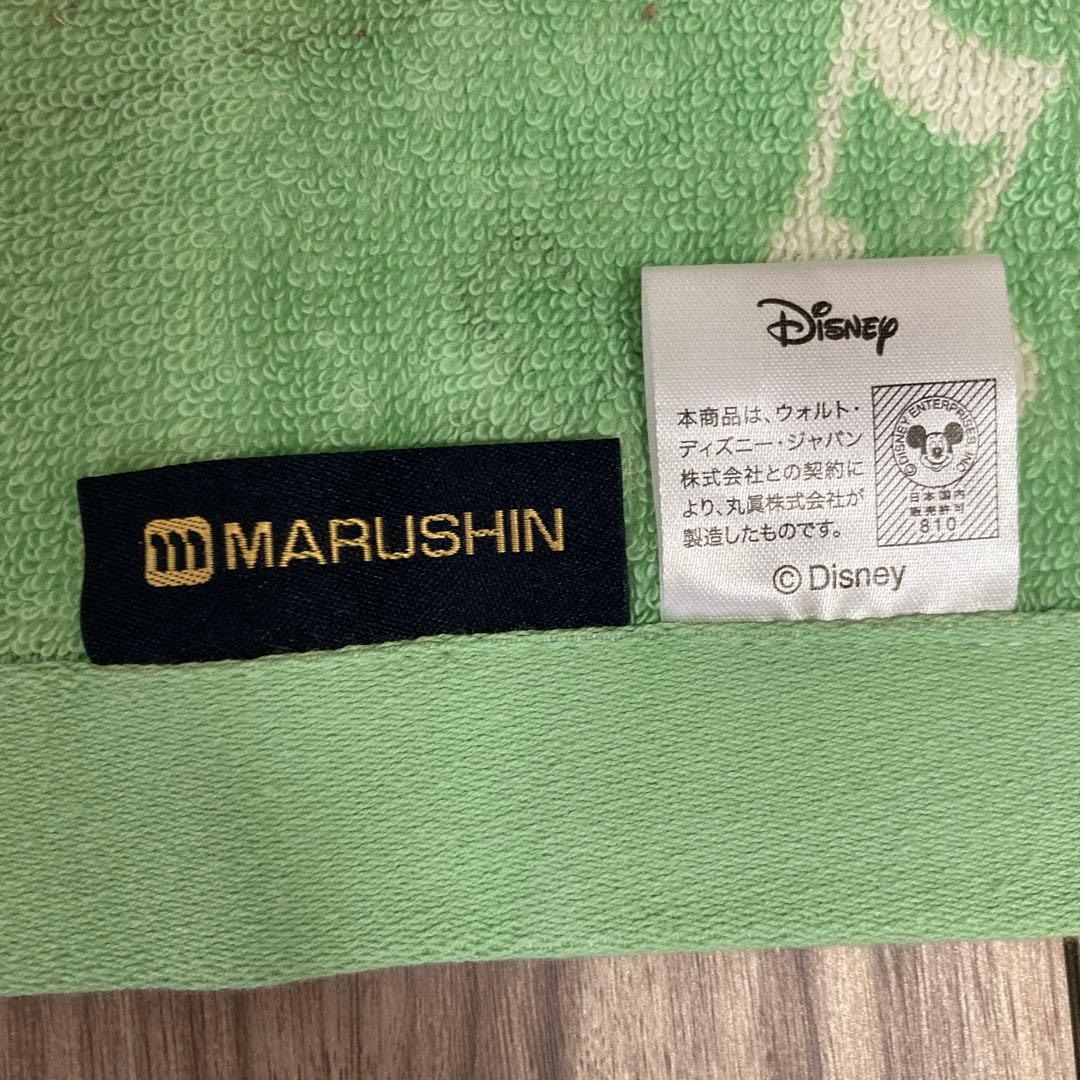 MARUSHIN
Disney
本商品は、ウォルト・
ディズニー・ジャパン
株式会社との契約に
より、丸眞株式会社が
製造したものです。
© DISNEY ENTERPRISES, INC.
日本国内
販売許可
810
© Disney